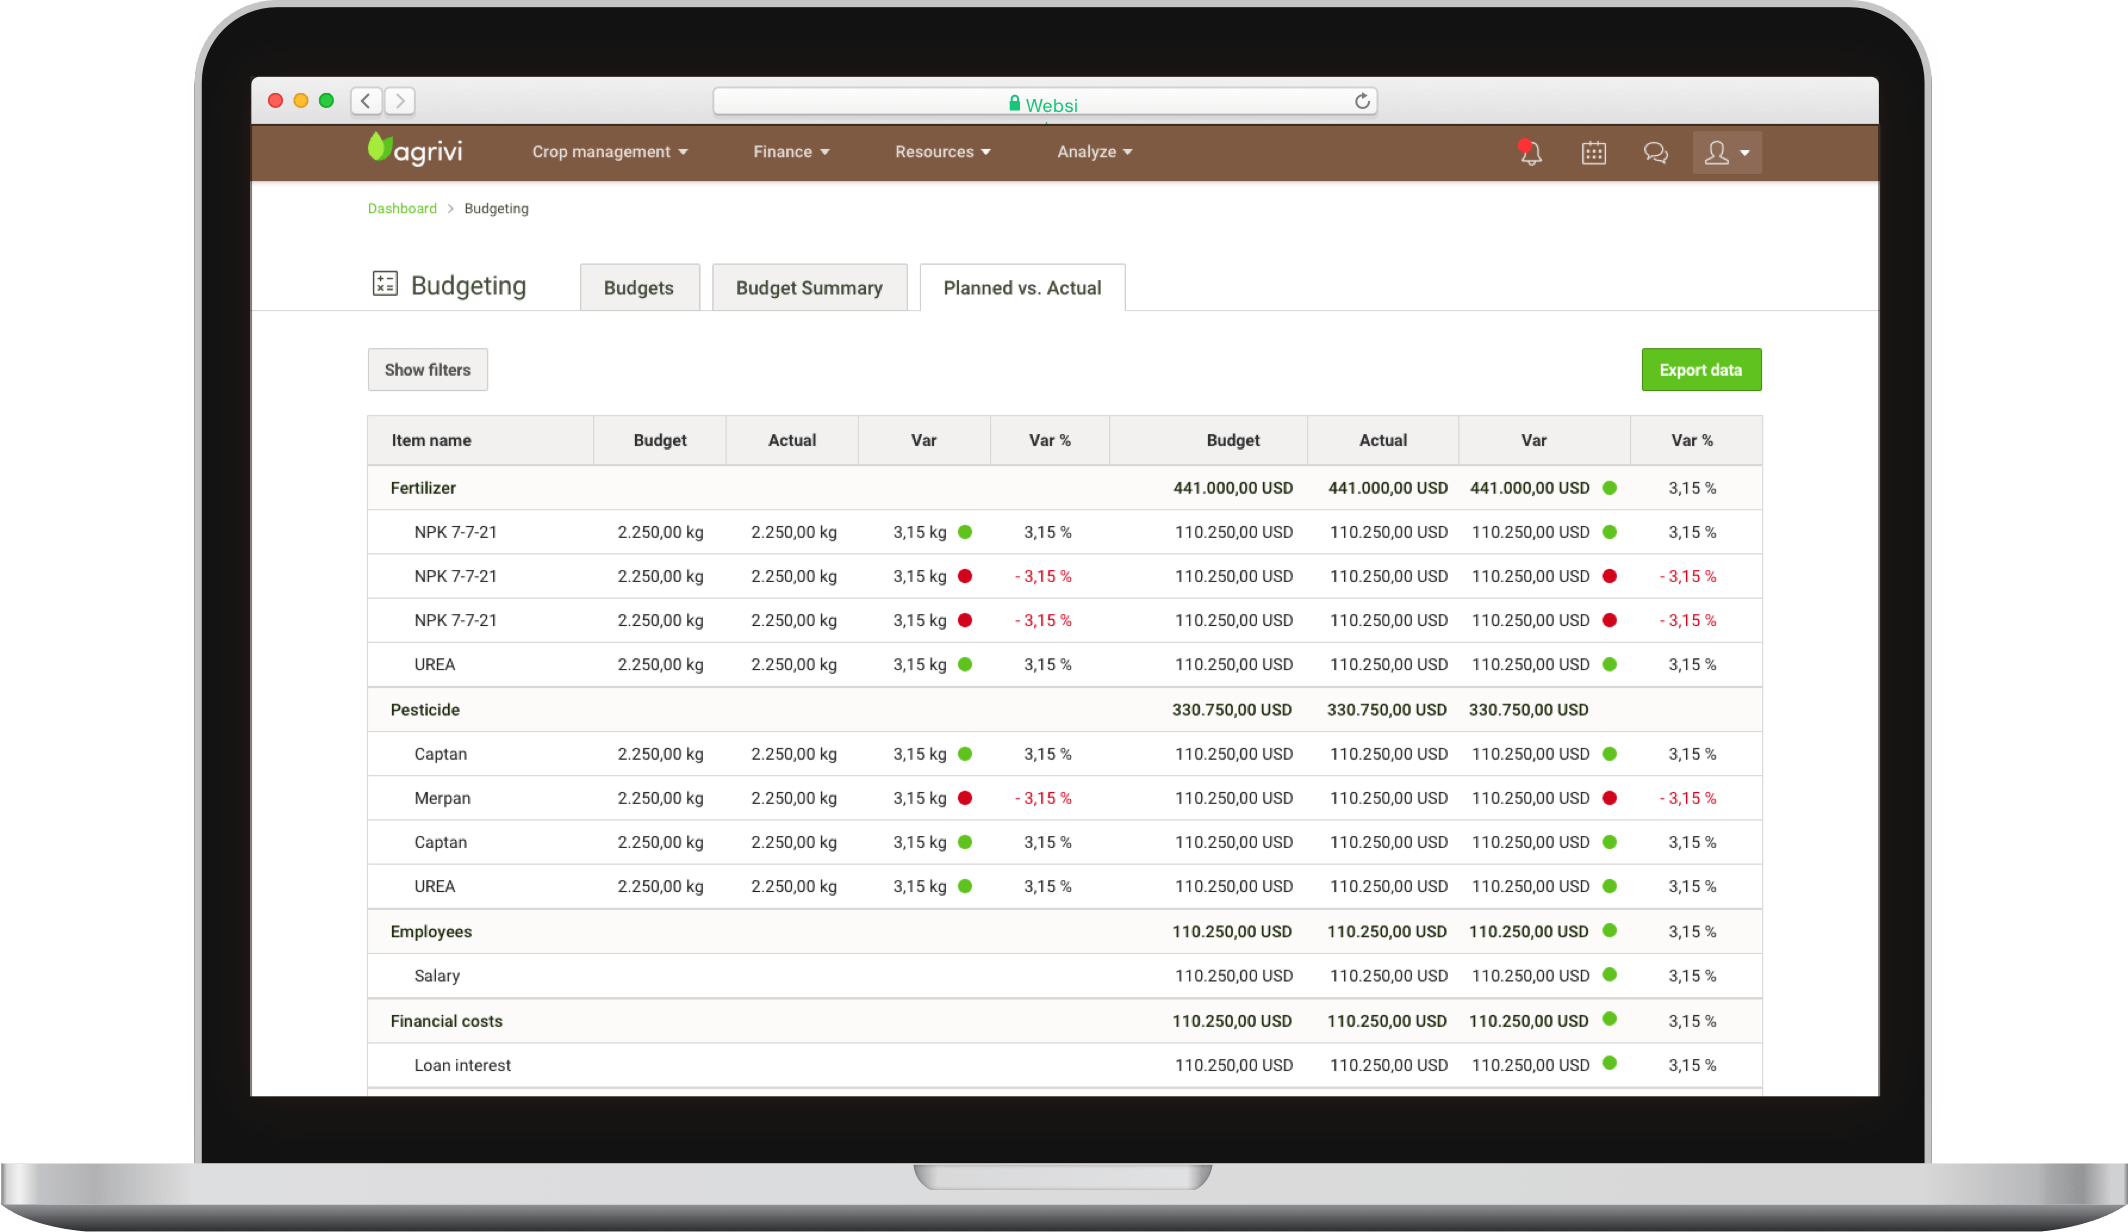 Websi
agrivi Crop management Finance Resources Analyze
Dashboard > Budgeting
Budgeting Budgets Budget Summary Planned vs. Actual
Show filters Export data
Item name Budget Actual Var Var % Budget Actual Var Var %
Fertilizer 441.000,00 USD 441.000,00 USD 441.000,00 USD 3,15 %
NPK 7-7-21 2.250,00 kg 2.250,00 kg 3,15 kg 3,15 % 110.250,00 USD 110.250,00 USD 110.250,00 USD 3,15 %
NPK 7-7-21 2.250,00 kg 2.250,00 kg 3,15 kg - 3,15 % 110.250,00 USD 110.250,00 USD 110.250,00 USD - 3,15 %
NPK 7-7-21 2.250,00 kg 2.250,00 kg 3,15 kg - 3,15 % 110.250,00 USD 110.250,00 USD 110.250,00 USD - 3,15 %
UREA 2.250,00 kg 2.250,00 kg 3,15 kg 3,15 % 110.250,00 USD 110.250,00 USD 110.250,00 USD 3,15 %
Pesticide 330.750,00 USD 330.750,00 USD 330.750,00 USD
Captan 2.250,00 kg 2.250,00 kg 3,15 kg 3,15 % 110.250,00 USD 110.250,00 USD 110.250,00 USD 3,15 %
Merpan 2.250,00 kg 2.250,00 kg 3,15 kg - 3,15 % 110.250,00 USD 110.250,00 USD 110.250,00 USD - 3,15 %
Captan 2.250,00 kg 2.250,00 kg 3,15 kg 3,15 % 110.250,00 USD 110.250,00 USD 110.250,00 USD 3,15 %
UREA 2.250,00 kg 2.250,00 kg 3,15 kg 3,15 % 110.250,00 USD 110.250,00 USD 110.250,00 USD 3,15 %
Employees 110.250,00 USD 110.250,00 USD 110.250,00 USD 3,15 %
Salary 110.250,00 USD 110.250,00 USD 110.250,00 USD 3,15 %
Financial costs 110.250,00 USD 110.250,00 USD 110.250,00 USD 3,15 %
Loan interest 110.250,00 USD 110.250,00 USD 110.250,00 USD 3,15 %